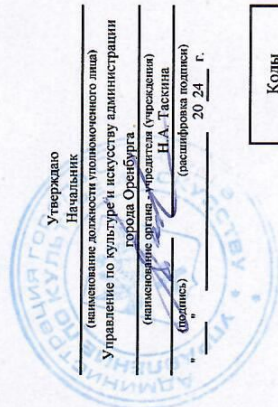 Утверждаю
Начальник
(наименование должности уполномоченного лица)
Управление по культуре и искусству администрации
города Оренбурга
(наименование органа - учредителя (учреждения)
Н.А. Таскина
(подпись) (расшифровка подписи)
" " 20 24 г.
Коды